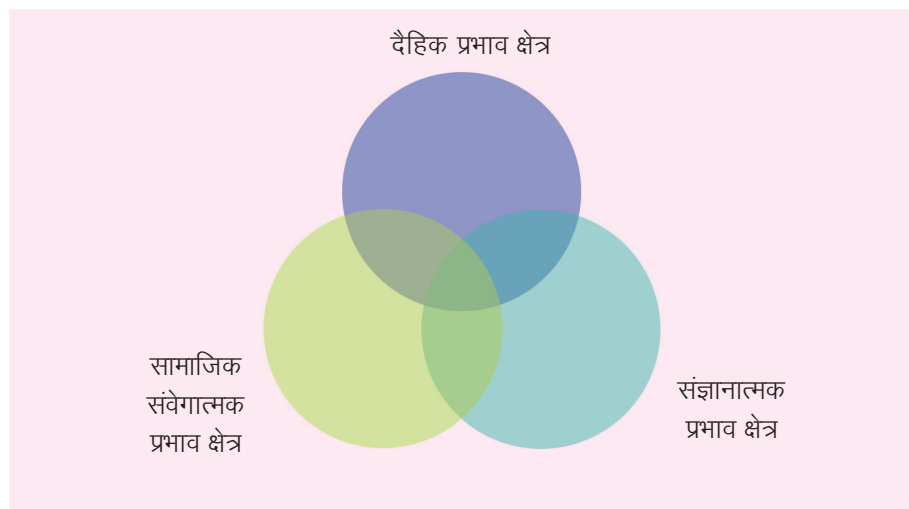 दैहिक प्रभाव क्षेत्र
सामाजिक
संवेगात्मक
प्रभाव क्षेत्र
संज्ञानात्मक
प्रभाव क्षेत्र